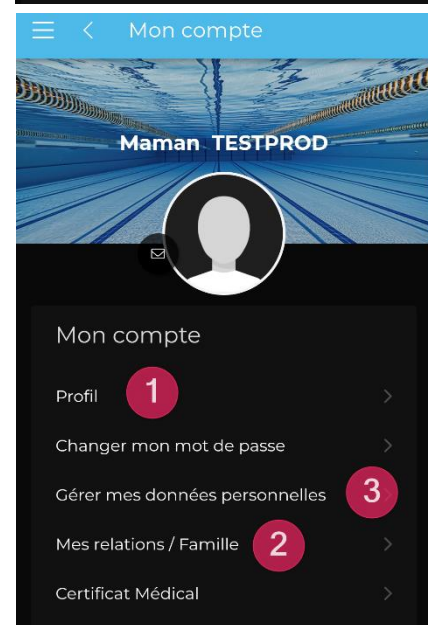 Mon compte
Maman TESTPROD
Mon compte
Profil 1
Changer mon mot de passe
Gérer mes données personnelles 3
Mes relations / Famille 2
Certificat Médical